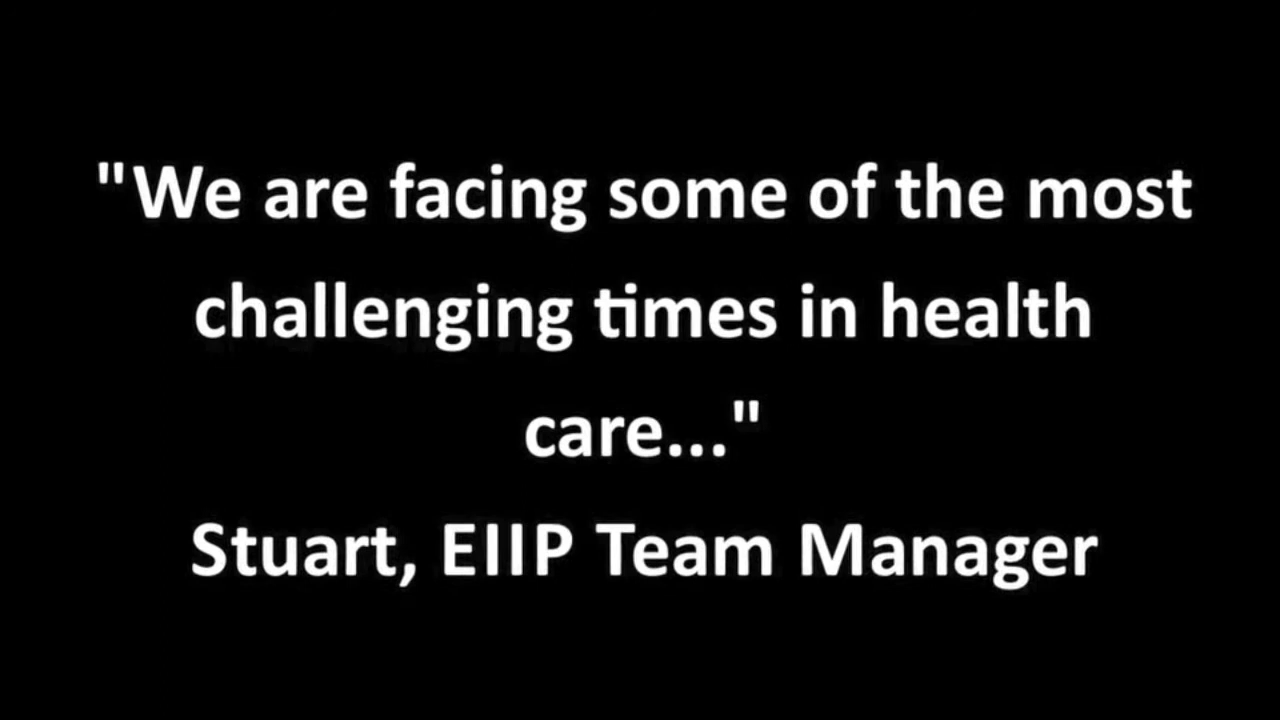 "We are facing some of the most
challenging times in health
care..."
Stuart, EIIP Team Manager